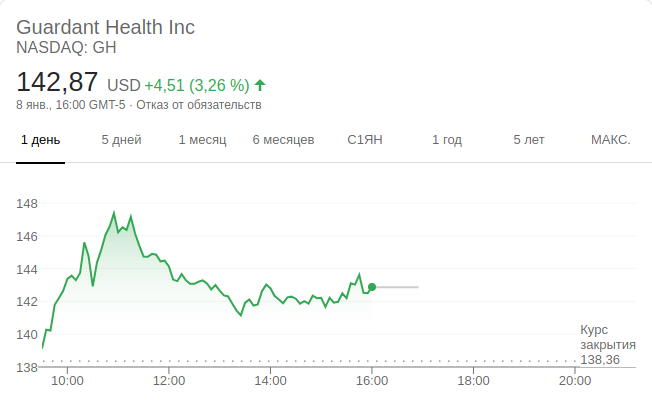 Guardant Health Inc
NASDAQ: GH
142,87 USD +4,51 (3,26 %)
8 янв., 16:00 GMT-5 · Отказ от обязательств
1 день 5 дней 1 месяц 6 месяцев С1ЯН 1 год 5 лет МАКС.
148
146
144
142
140
Курс
закрытия
138,36
138
10:00 12:00 14:00 16:00 18:00 20:00